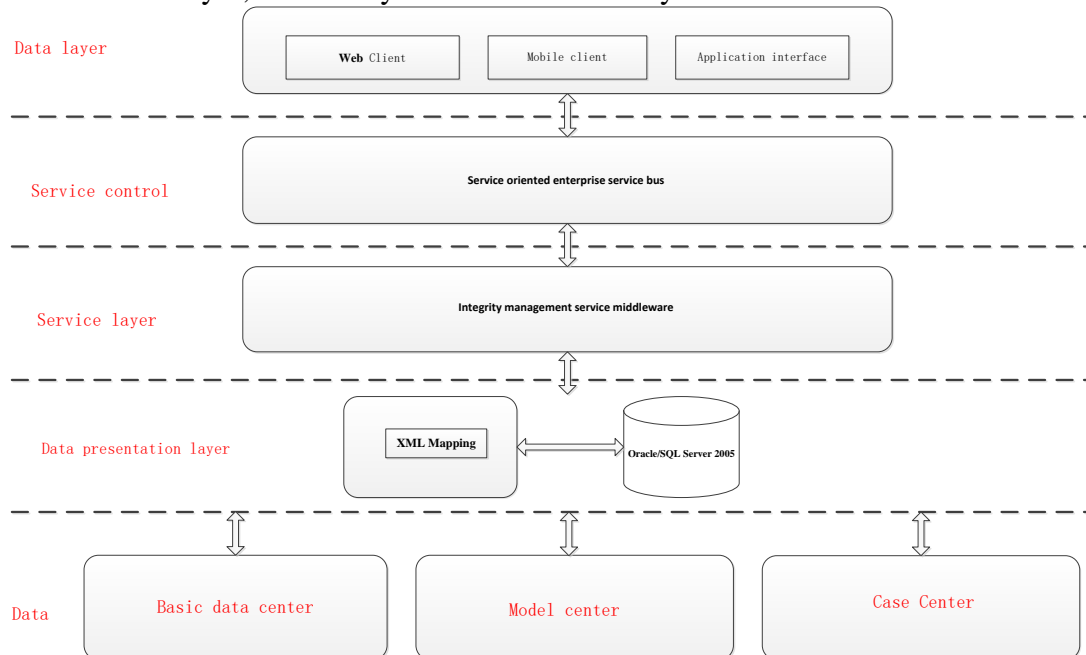 Data layer
Web Client
Mobile client
Application interface
Service control
Service oriented enterprise service bus
Service layer
Integrity management service middleware
Data presentation layer
XML Mapping
Oracle/SQL Server 2005
Data
Basic data center
Model center
Case Center